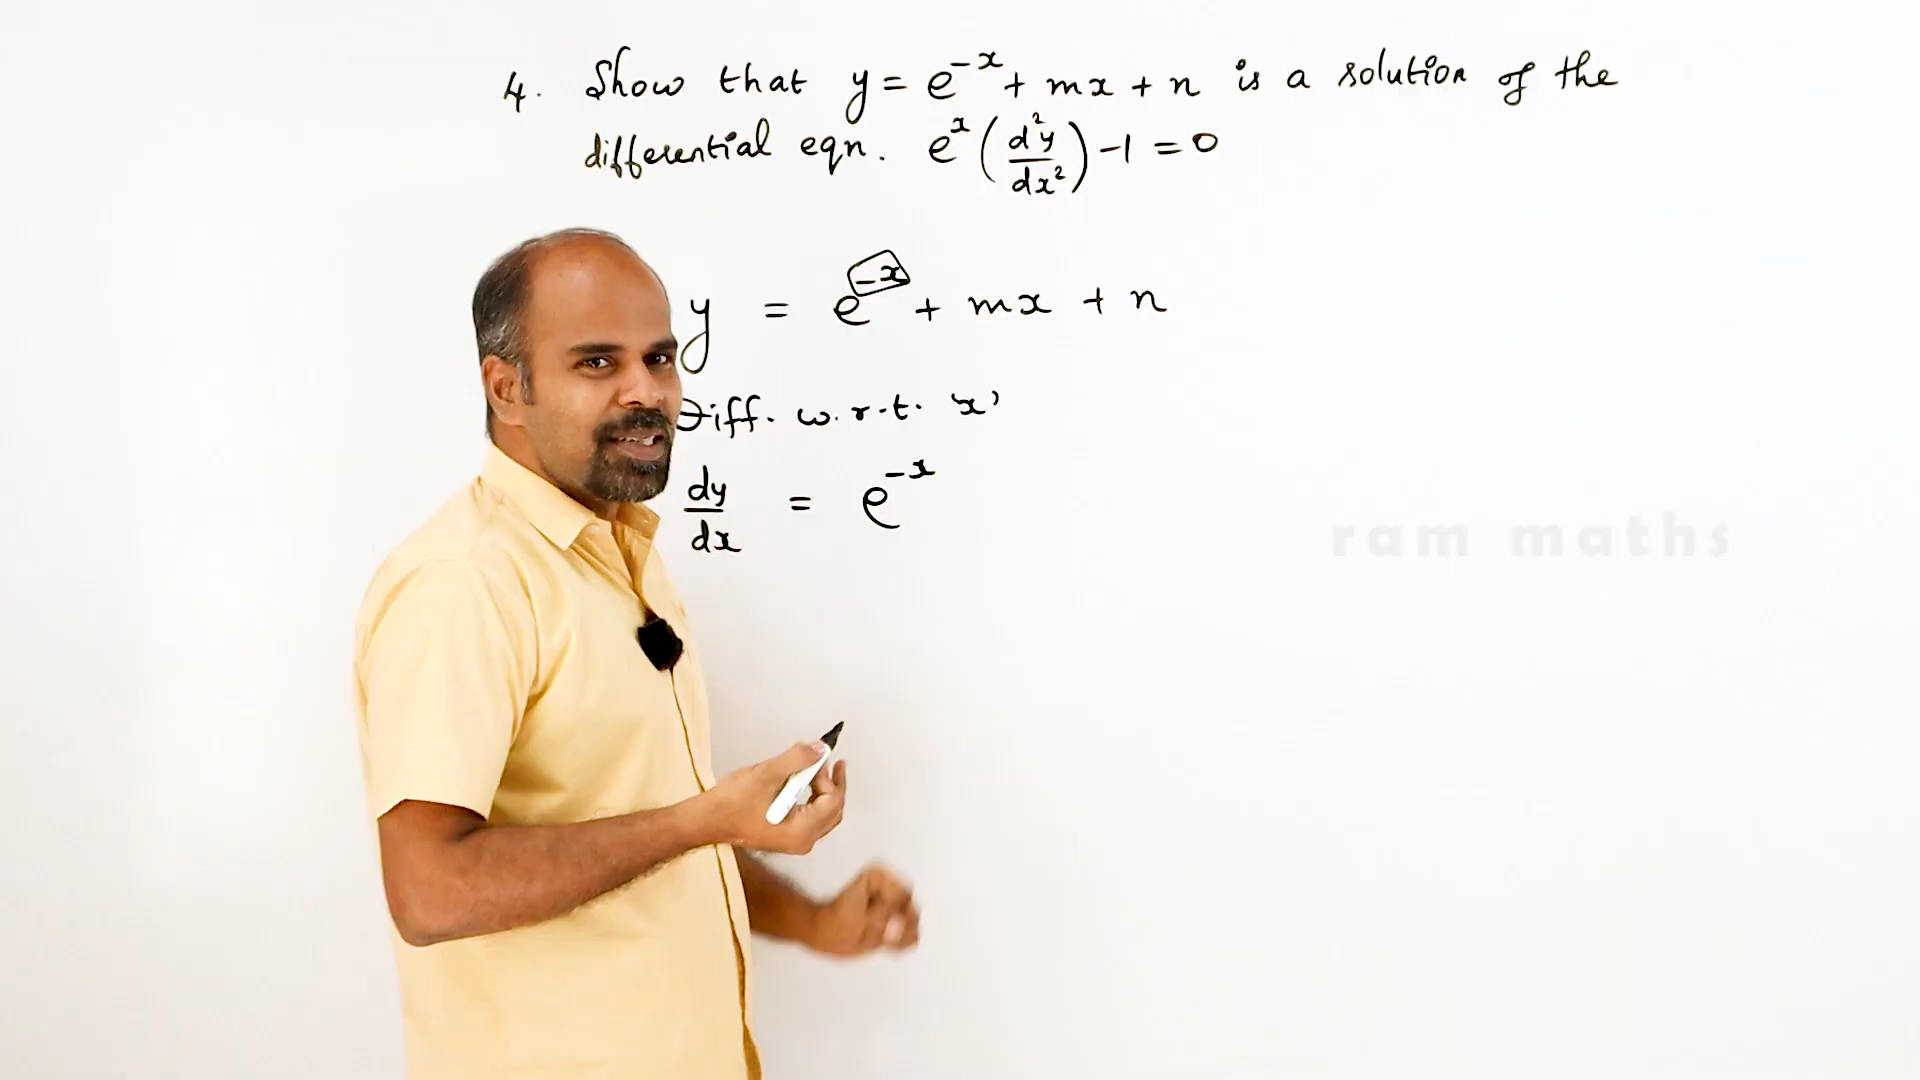 4. Show that y = e^{-x} + mx + n is a solution of the
differential eqn. e^x (d²y/dx²) - 1 = 0
y = e^{-x} + mx + n
Diff. w.r.t. 'x'
dy/dx = e^{-x}
ram maths